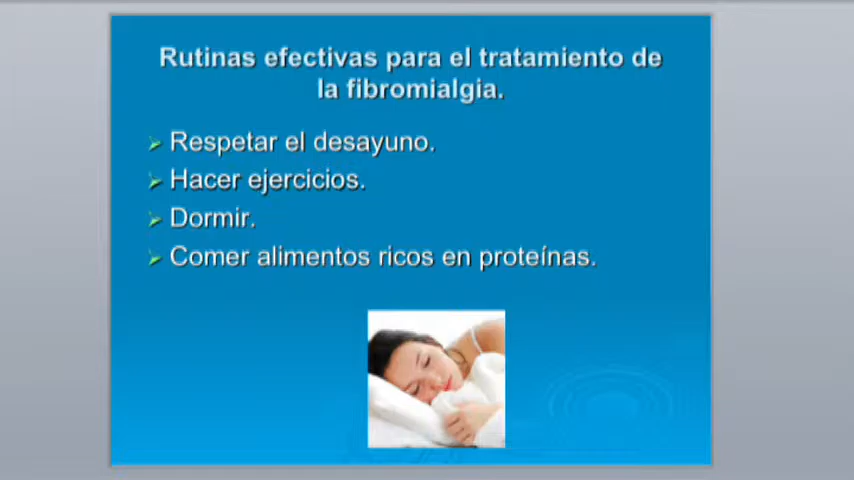 Rutinas efectivas para el tratamiento de
la fibromialgia.
Respetar el desayuno.
Hacer ejercicios.
Dormir.
Comer alimentos ricos en proteínas.